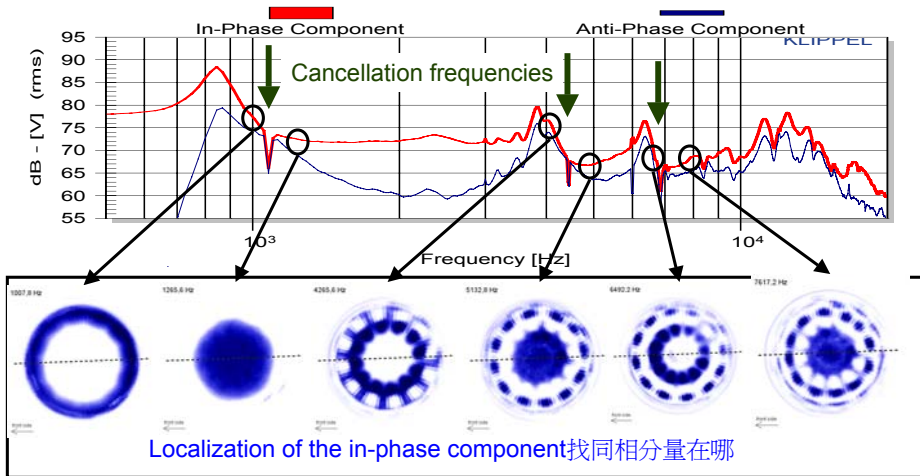 In-Phase Component
Anti-Phase Component
KLIPPEL
95
90
85
80
75
70
65
60
55
dB - [V] (rms)
Cancellation frequencies
10³
10⁴
Frequency [Hz]
1007,8 Hz
1265,6 Hz
4265,6 Hz
5132,8 Hz
6492,2 Hz
7617,2 Hz
Localization of the in-phase component找同相分量在哪